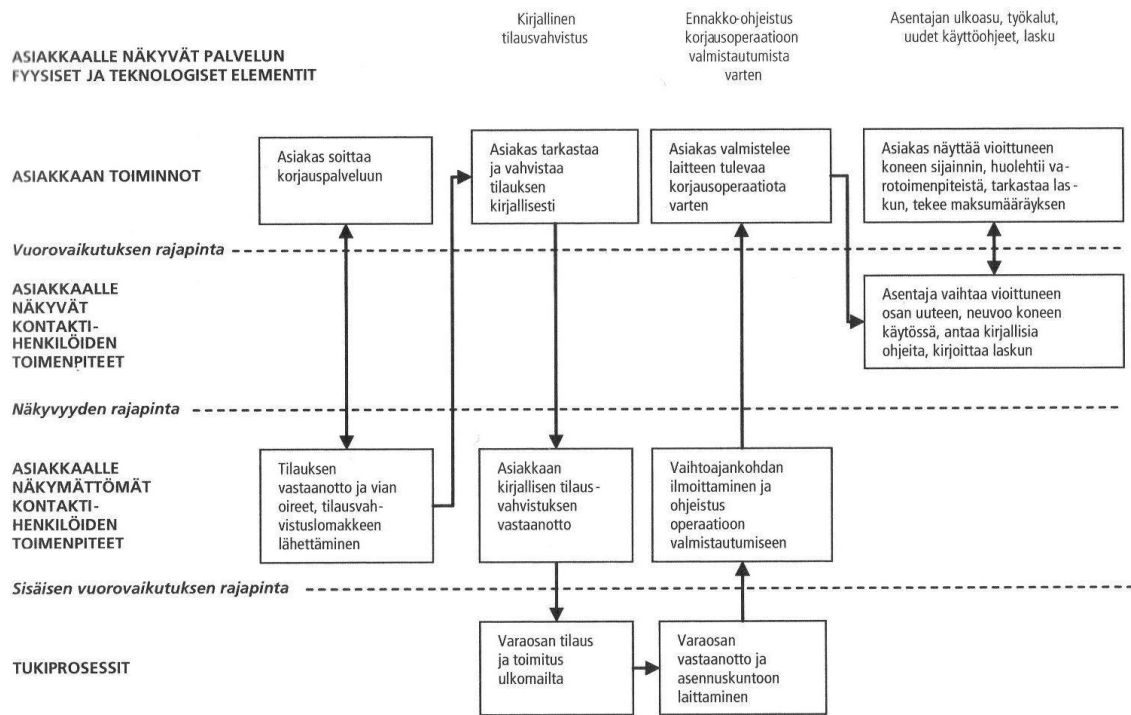 Kirjallinen
tilausvahvistus
Ennakko-ohjeistus
korjausoperaatioon
valmistautumista
varten
Asentajan ulkoasu, työkalut,
uudet käyttöohjeet, lasku
ASIAKKAALLE NÄKYVÄT PALVELUN
FYYSISET JA TEKNOLOGISET ELEMENTIT
ASIAKKAAN TOIMINNOT
Asiakas soittaa
korjauspalveluun
Asiakas tarkastaa
ja vahvistaa
tilauksen
kirjallisesti
Asiakas valmistelee
laitteen tulevaa
korjausoperaatiota
varten
Asiakas näyttää vioittuneen
koneen sijainnin, huolehtii va-
rotoimenpiteistä, tarkastaa las-
kun, tekee maksumääräyksen
Vuorovaikutuksen rajapinta
ASIAKKAALLE
NÄKYVÄT
KONTAKTI-
HENKILÖIDEN
TOIMENPITEET
Asentaja vaihtaa vioittuneen
osan uuteen, neuvoo koneen
käytössä, antaa kirjallisia
ohjeita, kirjoittaa laskun
Näkyvyyden rajapinta
ASIAKKAALLE
NÄKYMÄTTÖMÄT
KONTAKTI-
HENKILÖIDEN
TOIMENPITEET
Tilauksen
vastaanotto ja vian
oireet, tilausvah-
vistuslomakkeen
lähettäminen
Asiakkaan
kirjallisen tilaus-
vahvistuksen
vastaanotto
Vaihtoajankohdan
ilmoittaminen ja
ohjeistus
operaatioon
valmistautumiseen
Sisäisen vuorovaikutuksen rajapinta
TUKIPROSESSIT
Varaosan tilaus
ja toimitus
ulkomailta
Varaosan
vastaanotto ja
asennuskuntoon
laittaminen